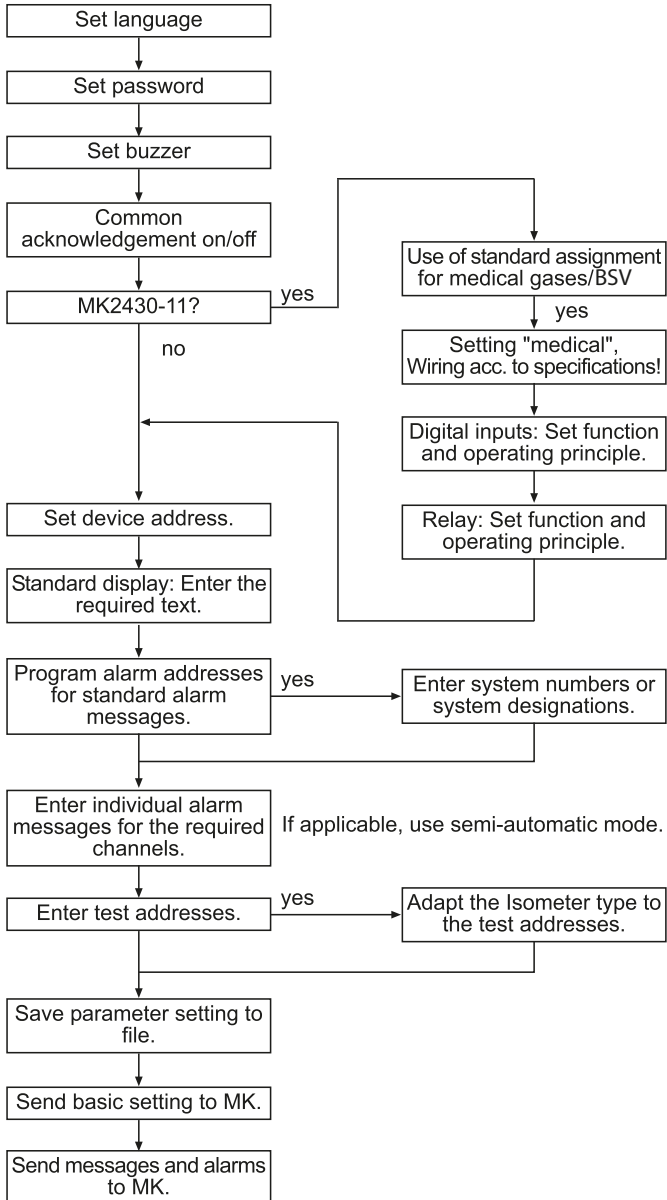 Set language
Set password
Set buzzer
Common
acknowledgement on/off
MK2430-11?
yes
no
Use of standard assignment
for medical gases/BSV
yes
Setting "medical",
Wiring acc. to specifications!
Digital inputs: Set function
and operating principle.
Relay: Set function and
operating principle.
Set device address.
Standard display: Enter the
required text.
Program alarm addresses
for standard alarm
messages.
yes
Enter system numbers or
system designations.
Enter individual alarm
messages for the required
channels.
If applicable, use semi-automatic mode.
Enter test addresses.
yes
Adapt the Isometer type to
the test addresses.
Save parameter setting to
file.
Send basic setting to MK.
Send messages and alarms
to MK.